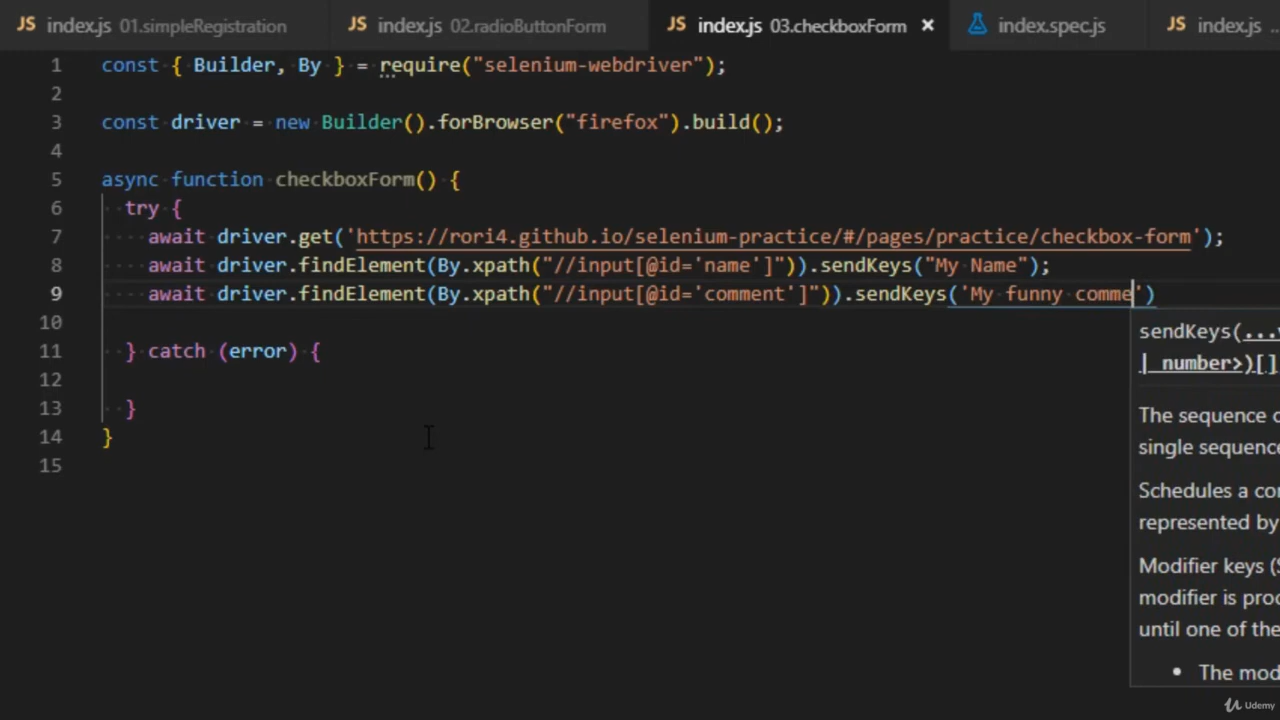 JS index.js 01.simpleRegistration JS index.js 02.radioButtonForm JS index.js 03.checkboxForm × index.spec.js JS index.js ..
1 const { Builder, By } = require("selenium-webdriver");
2
3 const driver = new Builder().forBrowser("firefox").build();
4
5 async function checkboxForm() {
6 try {
7 await driver.get('https://rori4.github.io/selenium-practice/#/pages/practice/checkbox-form');
8 await driver.findElement(By.xpath("//input[@id='name']")).sendKeys("My Name");
9 await driver.findElement(By.xpath("//input[@id='comment']")).sendKeys('My funny comme')
10
11 } catch (error) {
12
13 }
14 }
15
sendKeys(...
| number>)[]
The sequence
single sequence
Schedules a
represented by
Modifier keys (
modifier is
until one of the
• The
Udemy